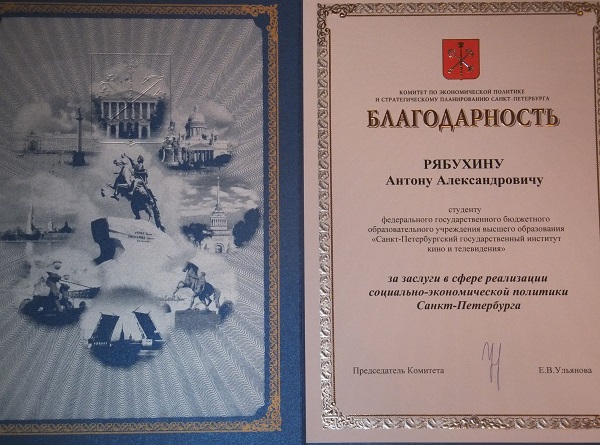 КОМИТЕТ ПО ЭКОНОМИЧЕСКОЙ ПОЛИТИКЕ
И СТРАТЕГИЧЕСКОМУ ПЛАНИРОВАНИЮ САНКТ-ПЕТЕРБУРГА
БЛАГОДАРНОСТЬ
РЯБУХИНУ
Антону Александровичу
студенту
федерального государственного бюджетного
образовательного учреждения высшего образования
«Санкт-Петербургский государственный институт
кино и телевидения»
за заслуги в сфере реализации
социально-экономической политики
Санкт-Петербурга
Председатель Комитета Е.В.Ульянова